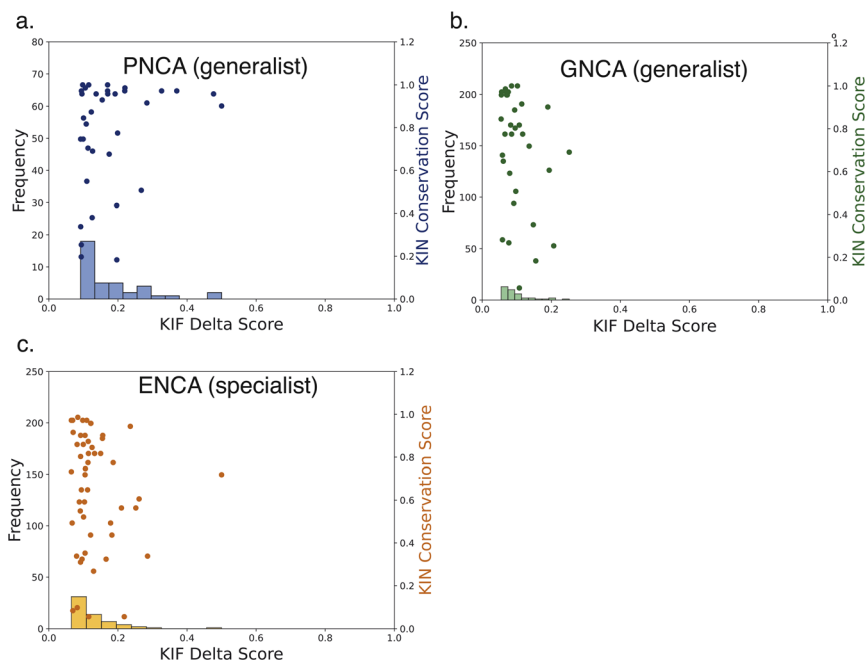 a.
PNCA (generalist)
80
70
60
50
40
30
20
10
0
Frequency
1.2
1.0
0.8
0.6
0.4
0.2
0.0
KIN Conservation Score
0.0 0.2 0.4 0.6 0.8 1.0
KIF Delta Score
b.
GNCA (generalist)
250
200
150
100
50
0
Frequency
1.2
1.0
0.8
0.6
0.4
0.2
0.0
KIN Conservation Score
0.0 0.2 0.4 0.6 0.8 1.0
KIF Delta Score
c.
ENCA (specialist)
250
200
150
100
50
0
Frequency
1.2
1.0
0.8
0.6
0.4
0.2
0.0
KIN Conservation Score
0.0 0.2 0.4 0.6 0.8 1.0
KIF Delta Score